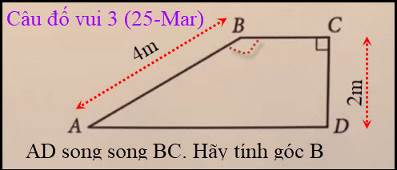 Câu đố vui 3 (25-Mar)
B
C
4m
2m
A
D
AD song song BC. Hãy tính góc B